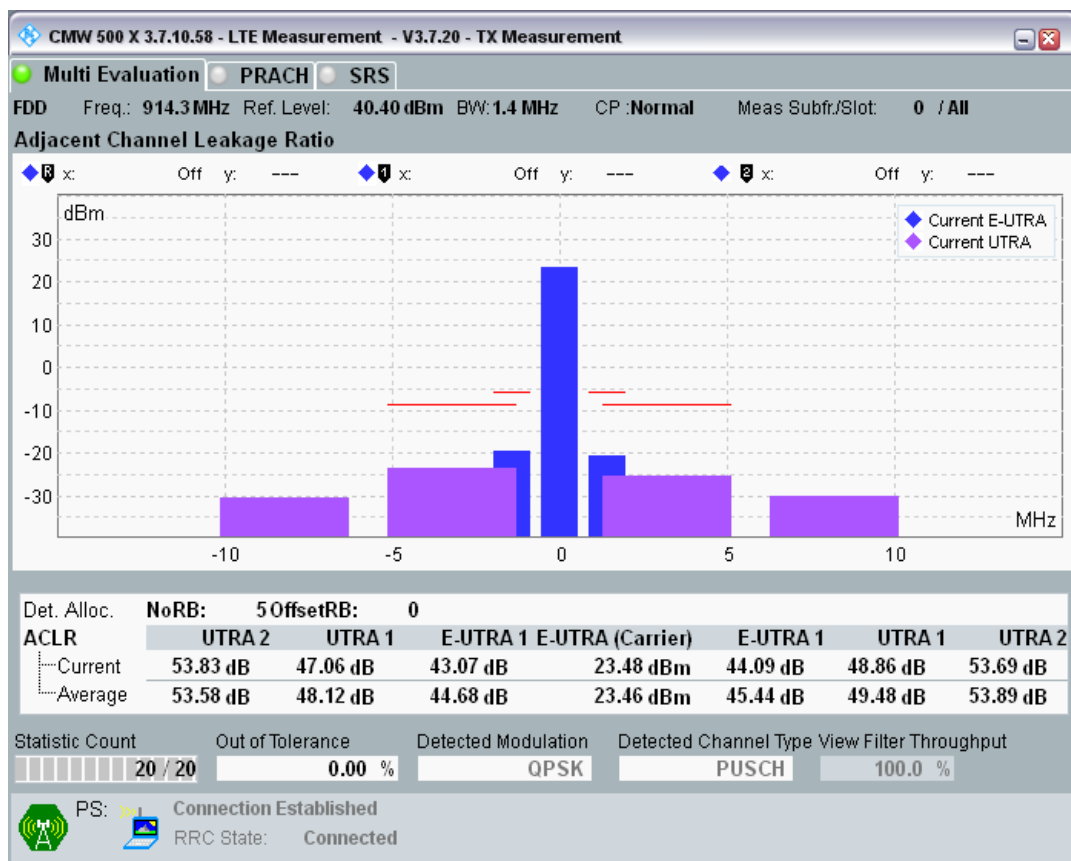 CMW 500 X 3.7.10.58 - LTE Measurement - V3.7.20 - TX Measurement
Multi Evaluation PRACH SRS
FDD Freq.: 914.3 MHz Ref. Level: 40.40 dBm BW: 1.4 MHz CP :Normal Meas Subfr./Slot: 0 / All
Adjacent Channel Leakage Ratio
R x: Off y: --- 1 x: Off y: --- 2 x: Off y: ---
dBm
Current E-UTRA
Current UTRA
30
20
10
0
-10
-20
-30
MHz
-10 -5 0 5 10
Det. Alloc. NoRB: 5 OffsetRB: 0
ACLR UTRA 2 UTRA 1 E-UTRA 1 E-UTRA (Carrier) E-UTRA 1 UTRA 1 UTRA 2
Current 53.83 dB 47.06 dB 43.07 dB 23.48 dBm 44.09 dB 48.86 dB 53.69 dB
Average 53.58 dB 48.12 dB 44.68 dB 23.46 dBm 45.44 dB 49.48 dB 53.89 dB
Statistic Count Out of Tolerance Detected Modulation Detected Channel Type View Filter Throughput
20 / 20 0.00 % QPSK PUSCH 100.0 %
PS: Connection Established
RRC State: Connected